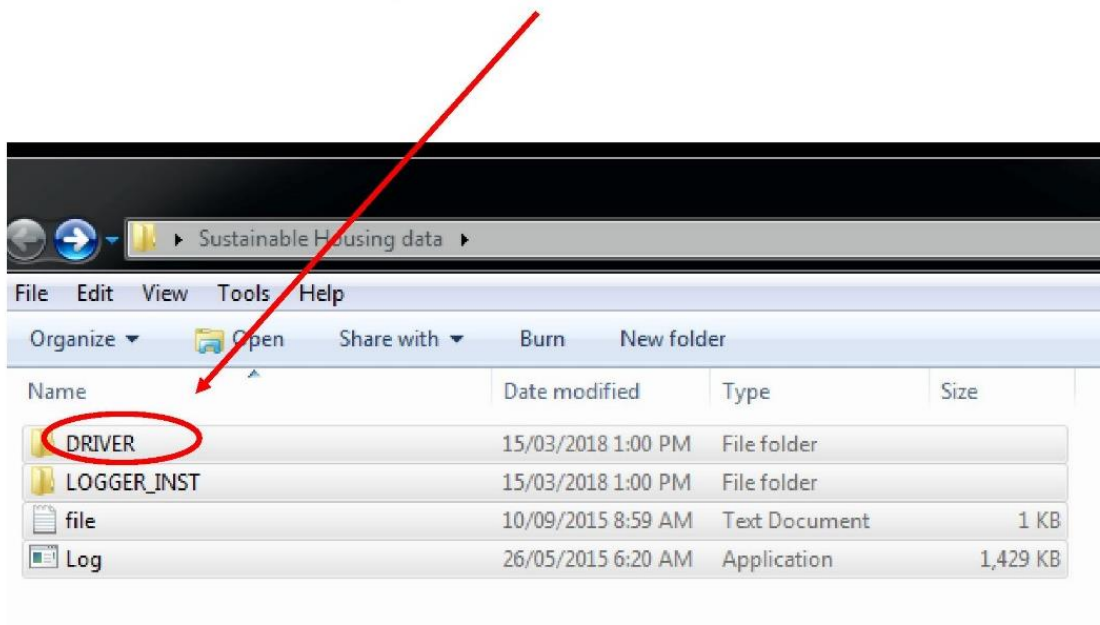 Sustainable Housing data
File Edit View Tools Help
Organize Open Share with Burn New folder
Name Date modified Type Size
DRIVER 15/03/2018 1:00 PM File folder
LOGGER_INST 15/03/2018 1:00 PM File folder
file 10/09/2015 8:59 AM Text Document 1 KB
Log 26/05/2015 6:20 AM Application 1,429 KB